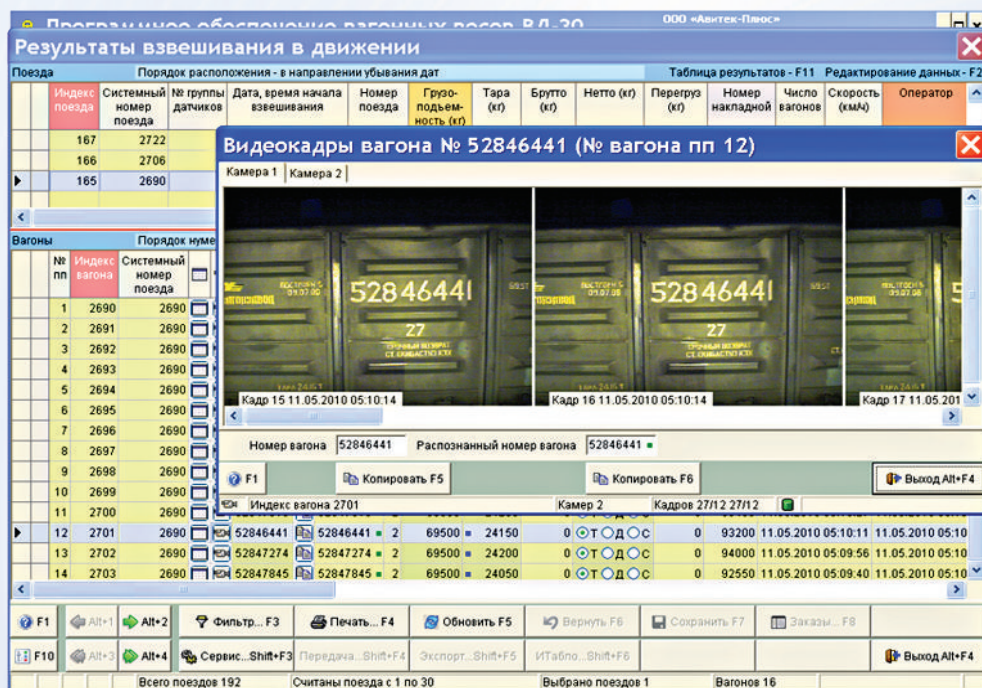 Программное обеспечение вагонных весов ВД-30
ООО «Авитек-Плюс»
Результаты взвешивания в движении
Поезда Порядок расположения - в направлении убывания дат Таблица результатов - F11 Редактирование данных - F2
Индекс поезда Системный номер поезда № группы датчиков Дата, время начала взвешивания Номер поезда Грузо-подъем-ность (кг) Тара (кг) Брутто (кг) Нетто (кг) Перегруз (кг) Номер накладной Число вагонов Скорость (км/ч) Оператор
167 2722
166 2706
165 2690
Видеокадры вагона № 52846441 (№ вагона пп 12)
Камера 1 Камера 2
52846441 52846441 5
27 27
Кадр 15 11.05.2010 05:10:14 Кадр 16 11.05.2010 05:10:14 Кадр 17 11.05.201
Номер вагона 52846441 Распознанный номер вагона 52846441
F1 Копировать F5 Копировать F6 Выход Alt+F4
Индекс вагона 2701 Камер 2 Кадров 27/12 27/12
Вагоны Порядок нуме
№ пп Индекс вагона Системный номер поезда
1 2690 2690
2 2691 2690
3 2692 2690
4 2693 2690
5 2694 2690
6 2695 2690
7 2696 2690
8 2697 2690
9 2698 2690
10 2699 2690
11 2700 2690
12 2701 2690 52846441 52846441 2 69500 24150 0 Т Д С 0 93200 11.05.2010 05:10:11 11.05.2010 05:10
13 2702 2690 52847274 52847274 2 69500 24200 0 Т Д С 0 94000 11.05.2010 05:09:56 11.05.2010 05:10
14 2703 2690 52847845 52847845 2 69500 24050 0 Т Д С 0 92550 11.05.2010 05:09:40 11.05.2010 05:10
F1 Alt+1 Alt+2 Фильтр... F3 Печать... F4 Обновить F5 Вернуть F6 Сохранить F7 Заказы... F8
F10 Alt+3 Alt+4 Сервис...Shift+F3 Передача...Shift+F4 Экспорт...Shift+F5 ИТабло...Shift+F6 Выход Alt+F4
Всего поездов 192 Считаны поезда с 1 по 30 Выбрано поездов 1 Вагонов 16